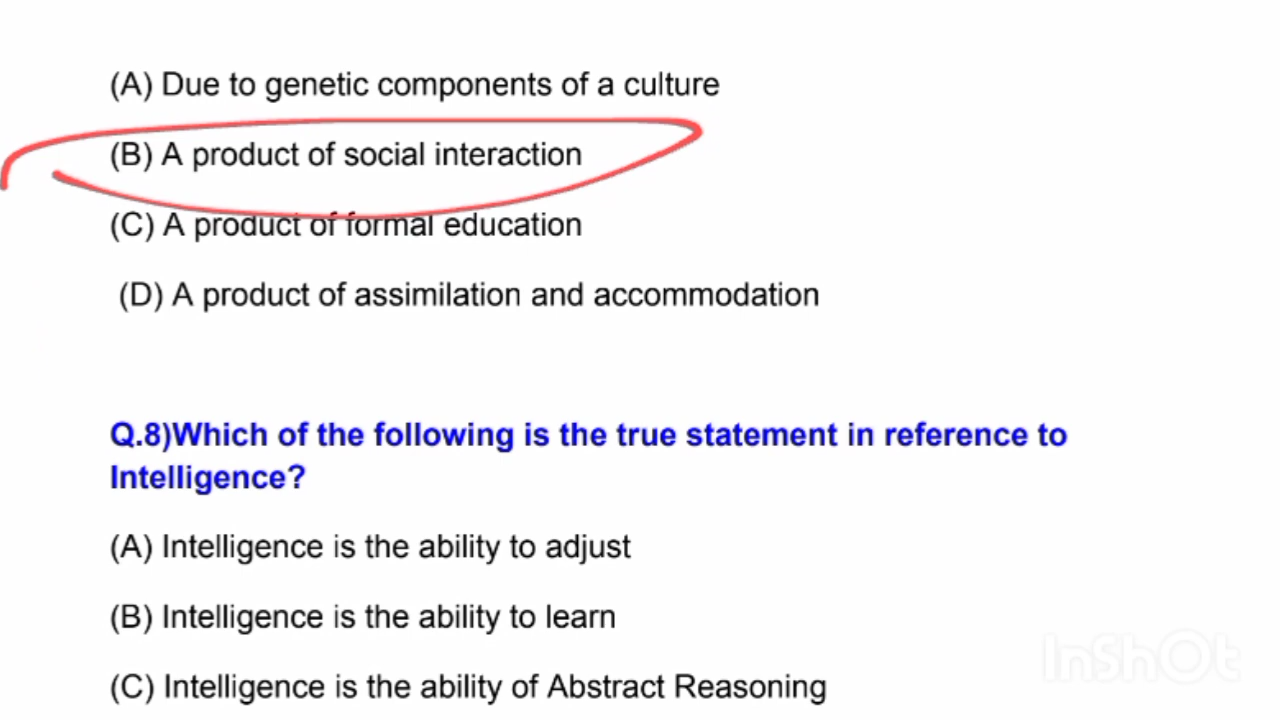 (A) Due to genetic components of a culture
(B) A product of social interaction
(C) A product of formal education
(D) A product of assimilation and accommodation
Q.8)Which of the following is the true statement in reference to
Intelligence?
(A) Intelligence is the ability to adjust
(B) Intelligence is the ability to learn
(C) Intelligence is the ability of Abstract Reasoning
InShOt